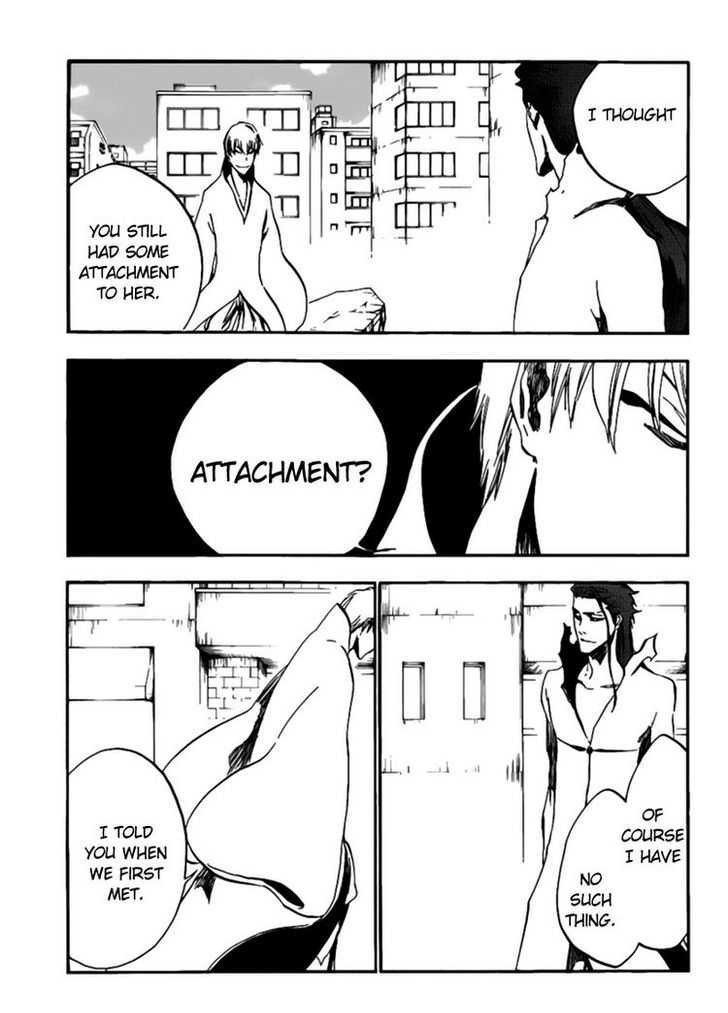 I THOUGHT
YOU STILL
HAD SOME
ATTACHMENT
TO HER.
ATTACHMENT?
OF
COURSE
I HAVE
NO
SUCH
THING.
I TOLD
YOU WHEN
WE FIRST
MET.